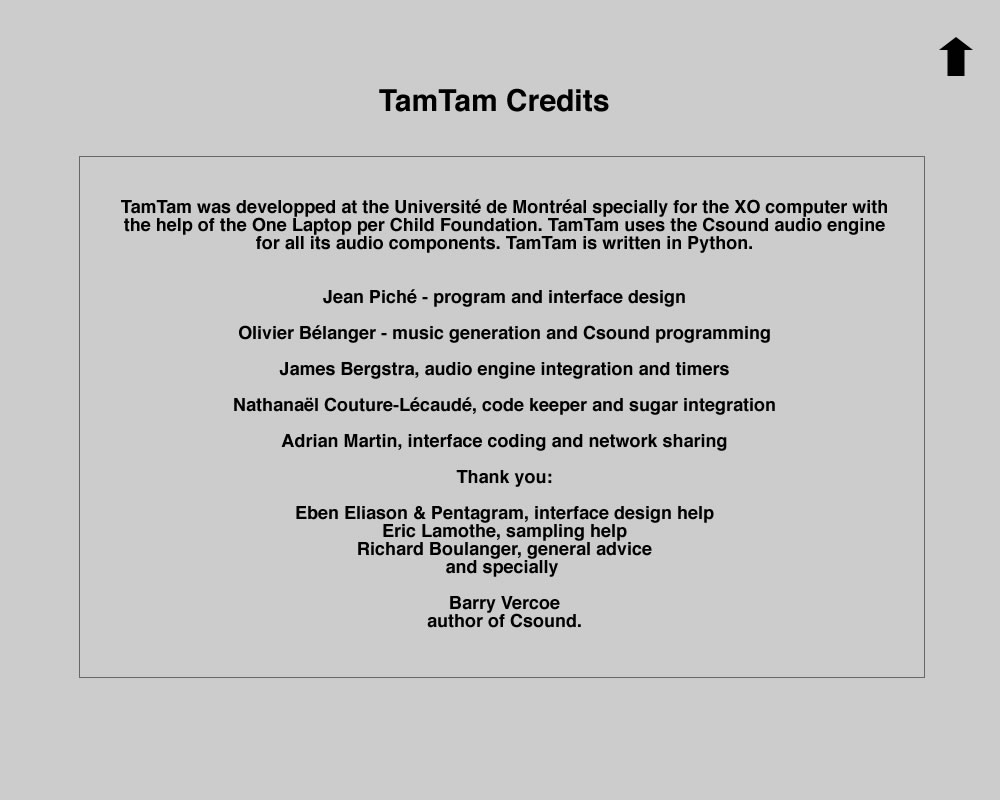 TamTam Credits
TamTam was developped at the Université de Montréal specially for the XO computer with
the help of the One Laptop per Child Foundation. TamTam uses the Csound audio engine
for all its audio components. TamTam is written in Python.
Jean Piché - program and interface design
Olivier Bélanger - music generation and Csound programming
James Bergstra, audio engine integration and timers
Nathanaël Couture-Lécaudé, code keeper and sugar integration
Adrian Martin, interface coding and network sharing
Thank you:
Eben Eliason & Pentagram, interface design help
Eric Lamothe, sampling help
Richard Boulanger, general advice
and specially
Barry Vercoe
author of Csound.